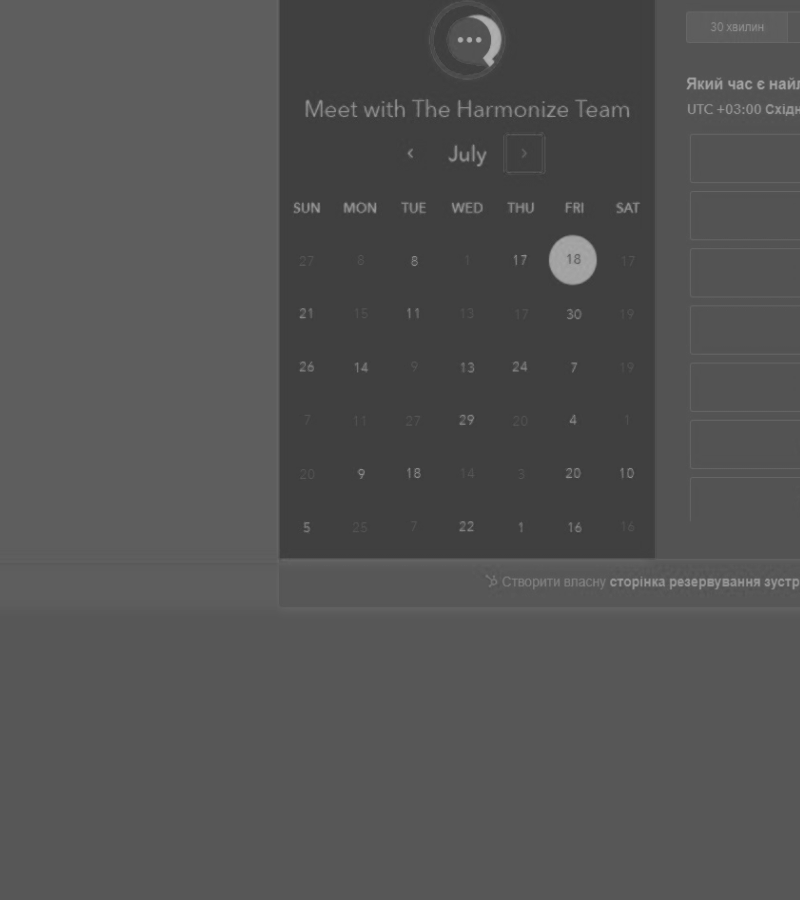 30 хвилин
Meet with The Harmonize Team
Який час є
UTC +03:00
July
SUN MON TUE WED THU FRI SAT
27 8 8 1 17 18 17
21 15 11 13 17 30 19
26 14 9 13 24 7 19
7 11 27 29 20 4 1
20 9 18 14 3 20 10
5 25 7 22 1 16 16
Створити власну сторінка резервування